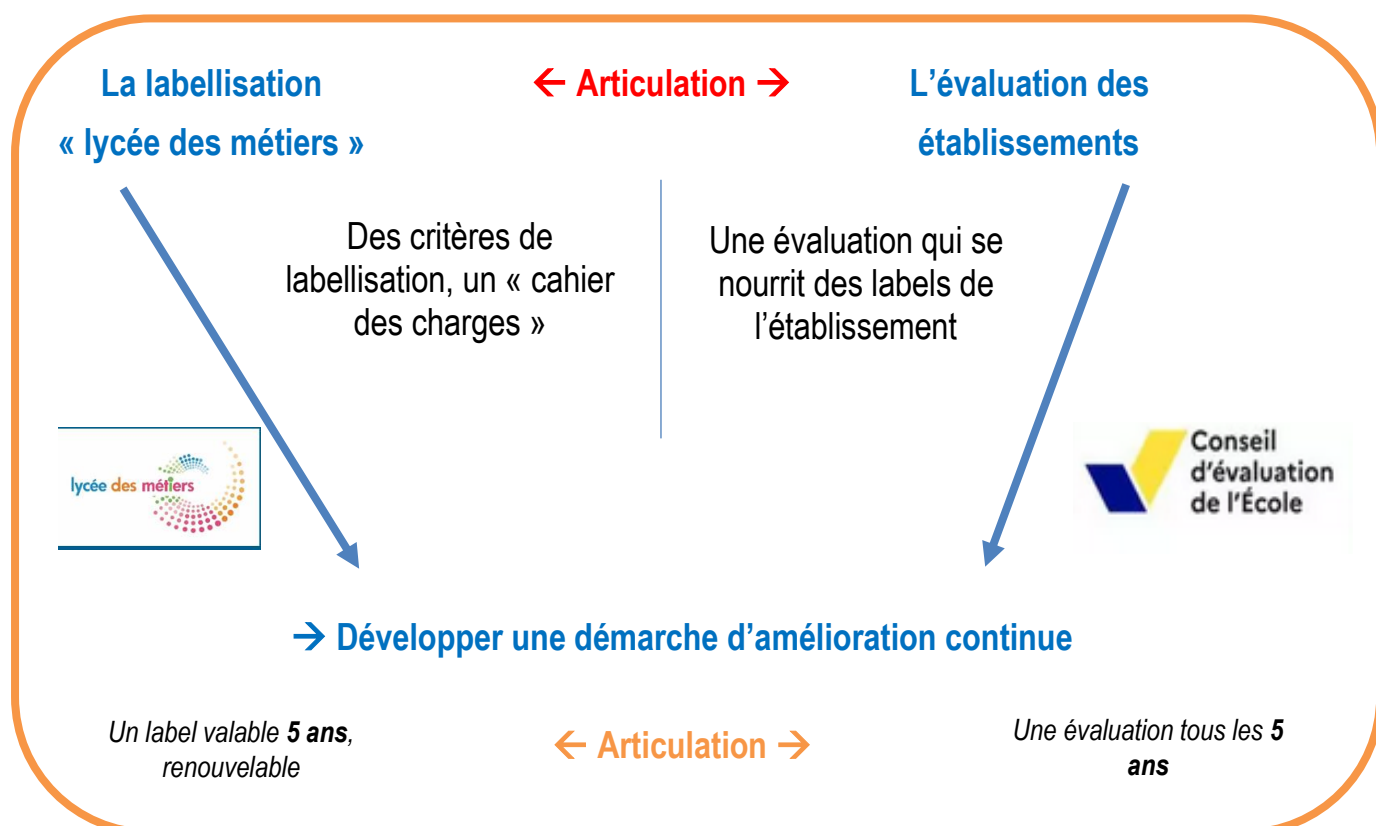 La labellisation
« lycée des métiers »
← Articulation →
L’évaluation des
établissements
Des critères de
labellisation, un « cahier
des charges »
Une évaluation qui se
nourrit des labels de
l’établissement
lycée des métiers
Conseil
d'évaluation
de l'École
→ Développer une démarche d’amélioration continue
Un label valable 5 ans,
renouvelable
← Articulation →
Une évaluation tous les 5
ans